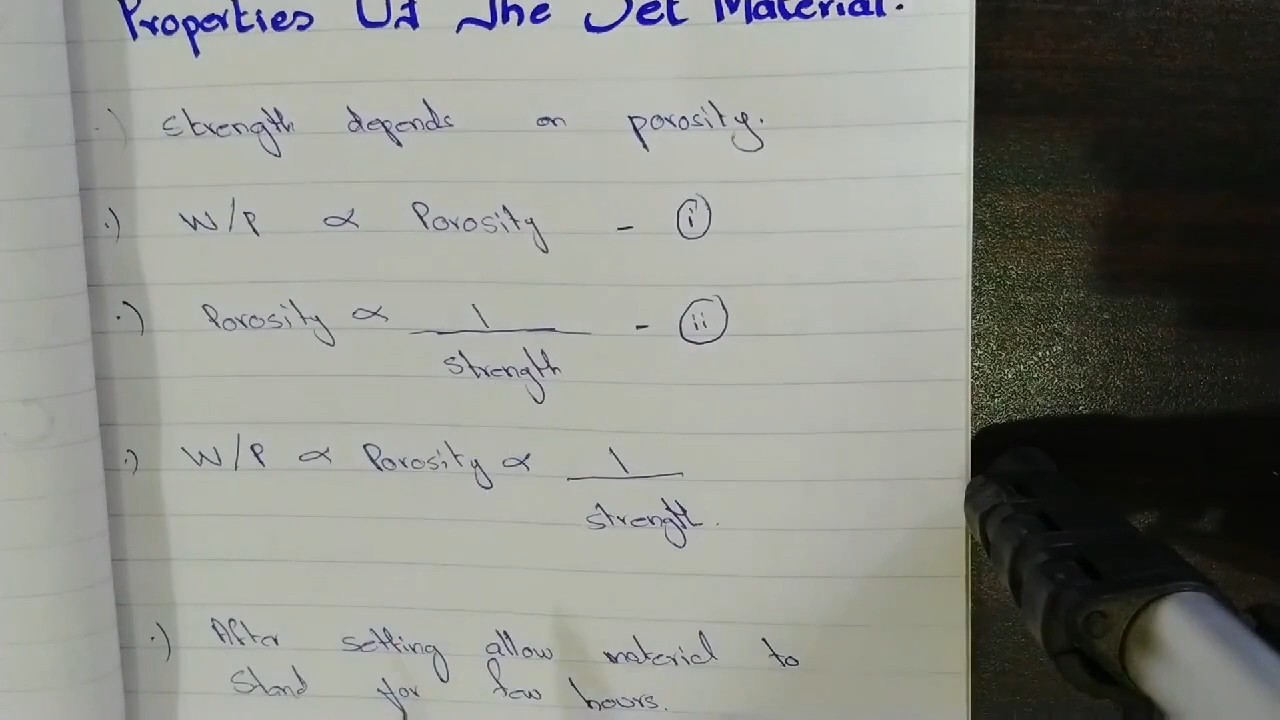 Properties Of The Set Material.
.) Strength depends on porosity.
.) W/P ∝ Porosity - (i)
.) Porosity ∝ 1/strength - (ii)
.) W/P ∝ Porosity ∝ 1/strength.
.) After setting allow material to
stand for few hours.